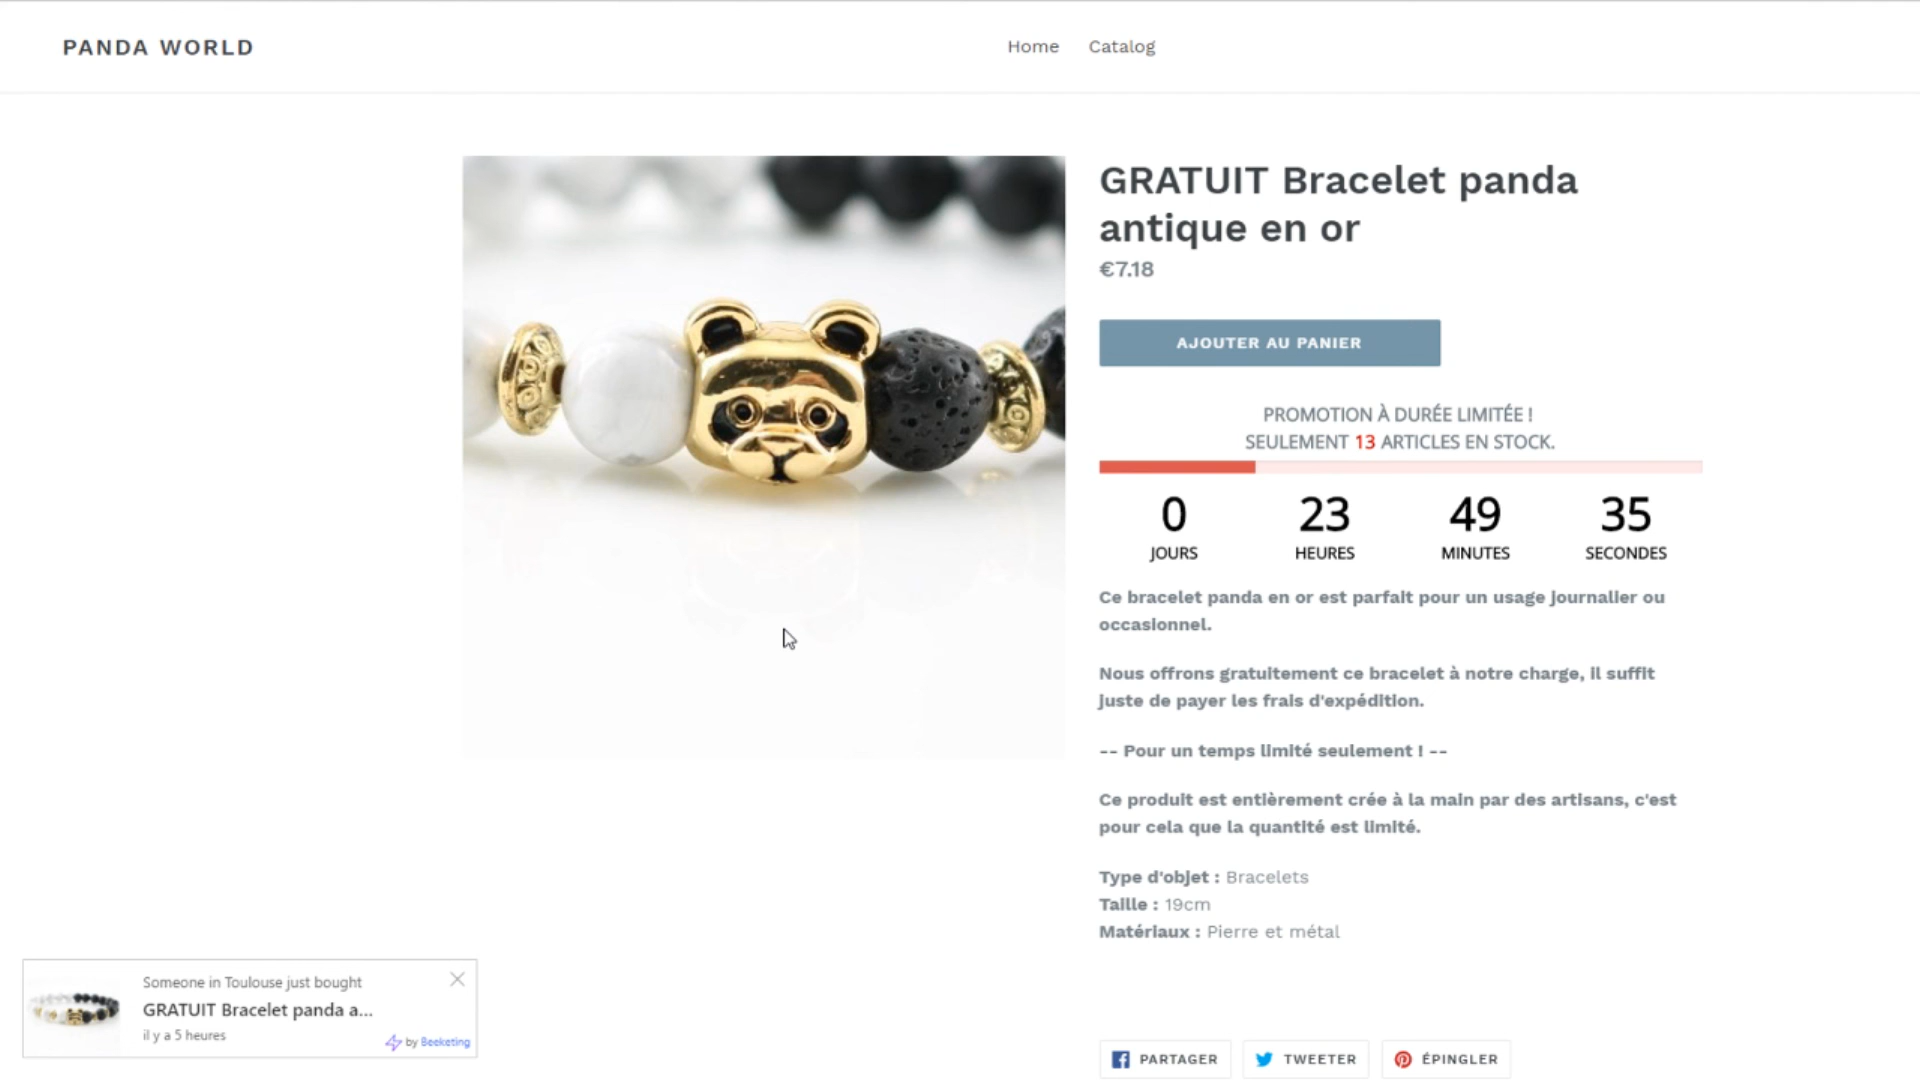 PANDA WORLD
Home
Catalog
GRATUIT Bracelet panda
antique en or
€7.18
AJOUTER AU PANIER
PROMOTION À DURÉE LIMITÉE !
SEULEMENT 13 ARTICLES EN STOCK.
0 23 49 35
JOURS HEURES MINUTES SECONDES
Ce bracelet panda en or est parfait pour un usage journalier ou
occasionnel.
Nous offrons gratuitement ce bracelet à notre charge, il suffit
juste de payer les frais d'expédition.
-- Pour un temps limité seulement ! --
Ce produit est entièrement crée à la main par des artisans, c'est
pour cela que la quantité est limité.
Type d'objet : Bracelets
Taille : 19cm
Matériaux : Pierre et métal
Someone in Toulouse just bought
GRATUIT Bracelet panda a...
il y a 5 heures
by Beeketing
PARTAGER
TWEETER
ÉPINGLER